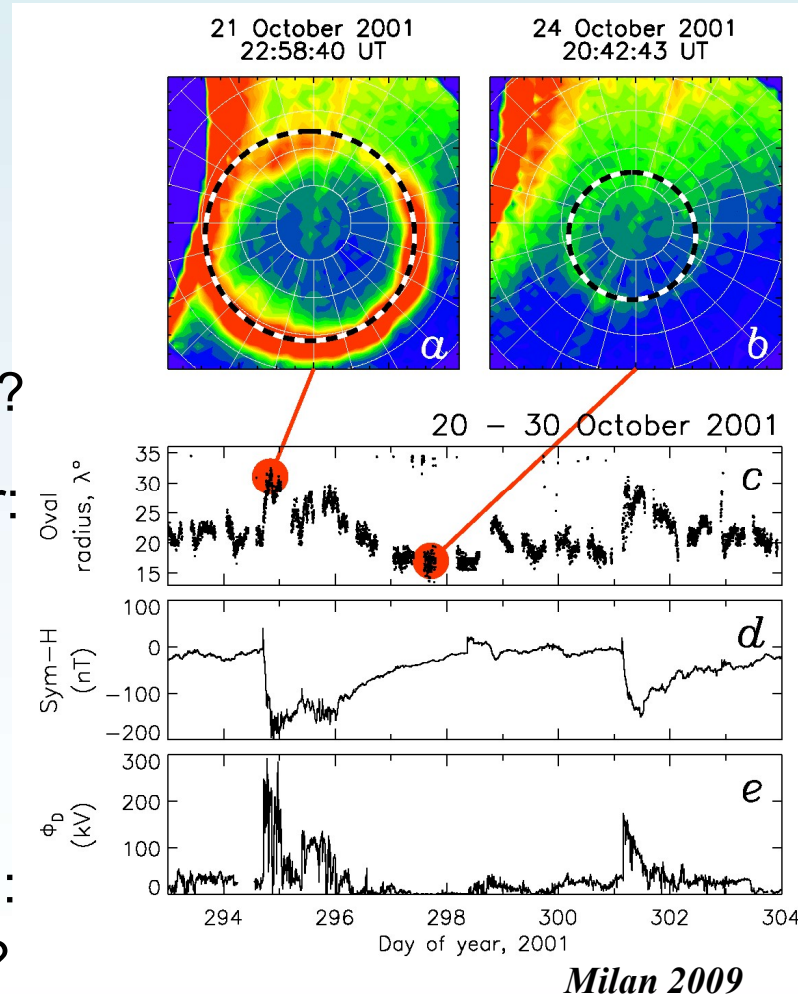 21 October 2001
22:58:40 UT
24 October 2001
20:42:43 UT
a
b
?
20 – 30 October 2001
35
30
25
20
15
Oval
radius, λ°
c
100
0
−100
−200
Sym−H
(nT)
d
300
200
100
0
Φ_D
(kV)
e
:
?
294
296
298
300
302
304
Day of year, 2001
Milan 2009